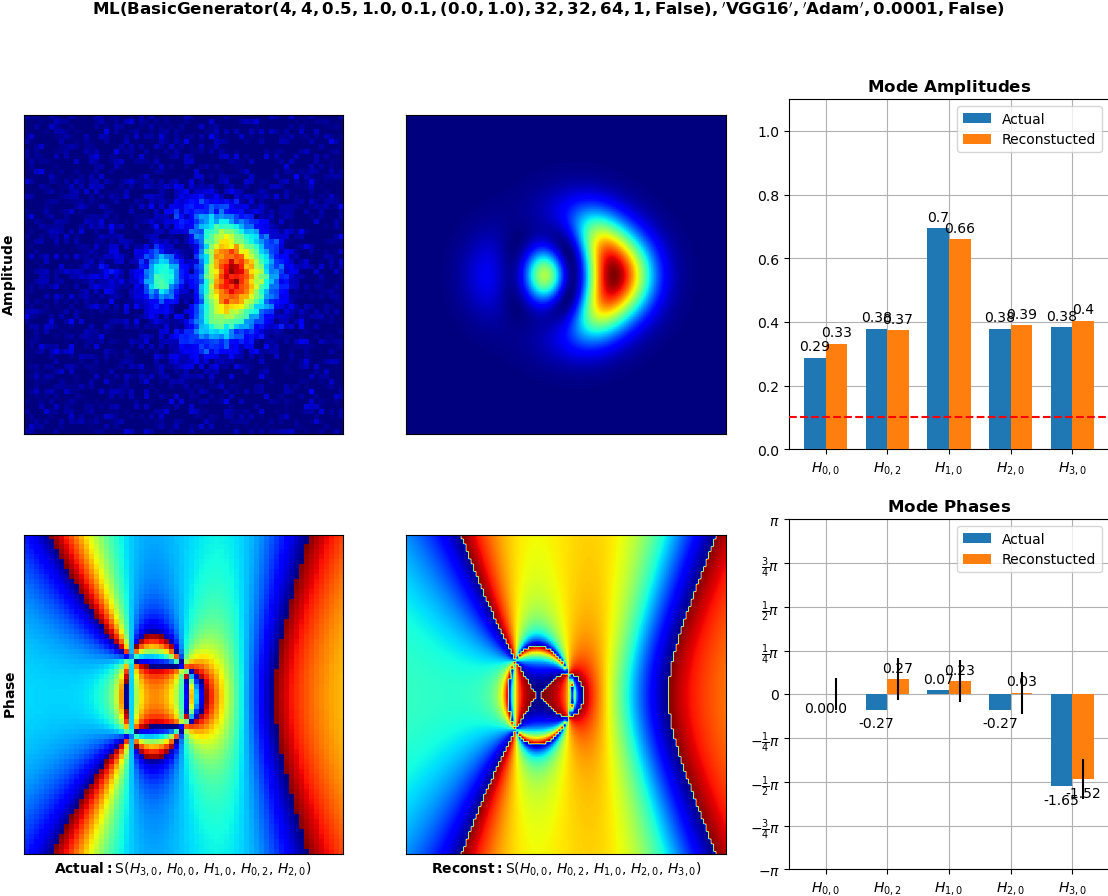 ML(BasicGenerator(4, 4, 0.5, 1.0, 0.1, (0.0, 1.0), 32, 32, 64, 1, False), ′VGG16′, ′Adam′, 0.0001, False)
Mode Amplitudes
Amplitude
Actual
Reconstucted
1.0
0.8
0.6
0.4
0.2
0.0
0.29
0.33
0.38
0.37
0.7
0.66
0.38
0.39
0.38
0.4
H0,0
H0,2
H1,0
H2,0
H3,0
Mode Phases
Phase
Actual
Reconstucted
π
3/4π
1/2π
1/4π
0
−1/4π
−1/2π
−3/4π
−π
-0.27
0.27
0.07
0.23
-0.27
0.03
-1.65
-1.52
H0,0
H0,2
H1,0
H2,0
H3,0
Actual: S(H3,0, H0,0, H1,0, H0,2, H2,0)
Reconst: S(H0,0, H0,2, H1,0, H2,0, H3,0)